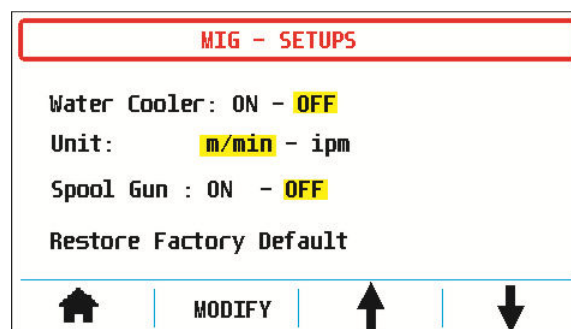 MIG - SETUPS
Water Cooler: ON - OFF
Unit: m/min - ipm
Spool Gun : ON - OFF
Restore Factory Default
MODIFY